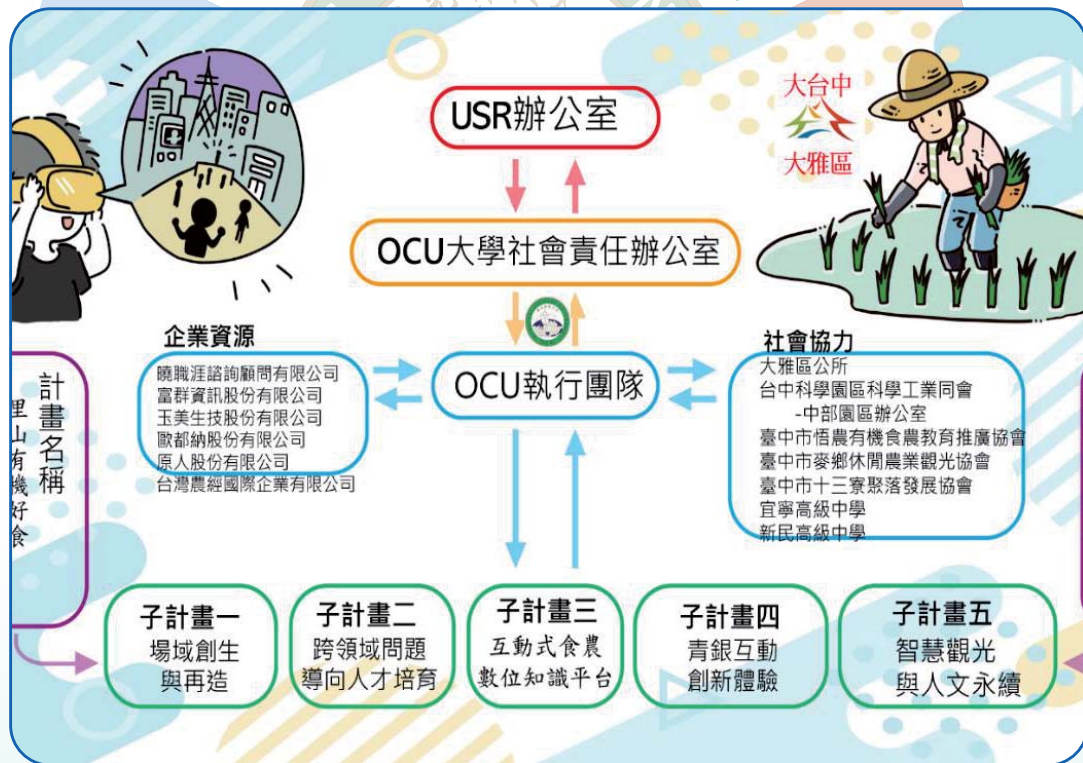 USR辦公室
大台中
大雅區
OCU大學社會責任辦公室
企業資源
曉職涯諮詢顧問有限公司
富群資訊股份有限公司
玉美生技股份有限公司
歐都納股份有限公司
原人股份有限公司
台灣農經國際企業有限公司
OCU執行團隊
社會協力
大雅區公所
台中科學園區科學工業同會
-中部園區辦公室
臺中市悟農有機食農教育推廣協會
臺中市麥鄉休閒農業觀光協會
臺中市十三寮聚落發展協會
宜寧高級中學
新民高級中學
計畫名稱
里山有機好食
子計畫一
場域創生
與再造
子計畫二
跨領域問題
導向人才培育
子計畫三
互動式食農
數位知識平台
子計畫四
青銀互動
創新體驗
子計畫五
智慧觀光
與人文永續